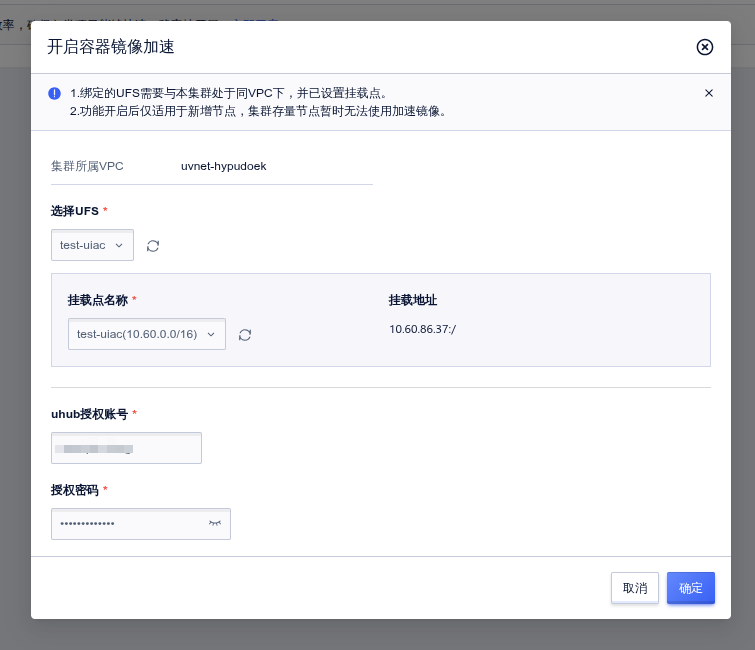 开启容器镜像加速
1.绑定的UFS需要与本集群处于同VPC下，并已设置挂载点。
2.功能开启后仅适用于新增节点，集群存量节点暂时无法使用加速镜像。
集群所属VPC uvnet-hypudoek
选择UFS *
test-uiac
挂载点名称 * 挂载地址
test-uiac(10.60.0.0/16) 10.60.86.37:/
uhub授权账号 *
授权密码 *
•••••••••••••
取消 确定